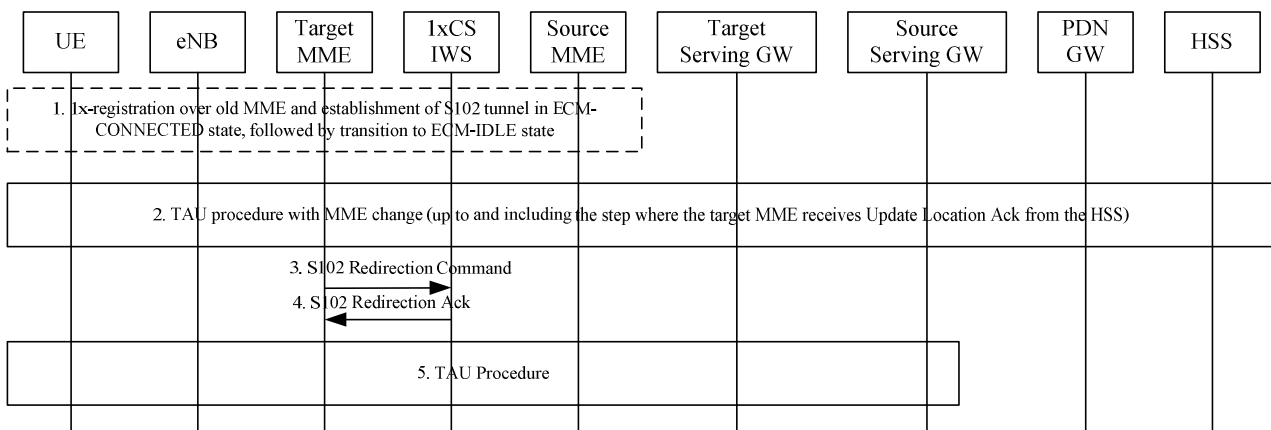 UE
eNB
Target
MME
1xCS
IWS
Source
MME
Target
Serving GW
Source
Serving GW
PDN
GW
HSS
1. 1x-registration over old MME and establishment of S102 tunnel in ECM-
CONNECTED state, followed by transition to ECM-IDLE state
2. TAU procedure with MME change (up to and including the step where the target MME receives Update Location Ack from the HSS)
3. S102 Redirection Command
4. S102 Redirection Ack
5. TAU Procedure